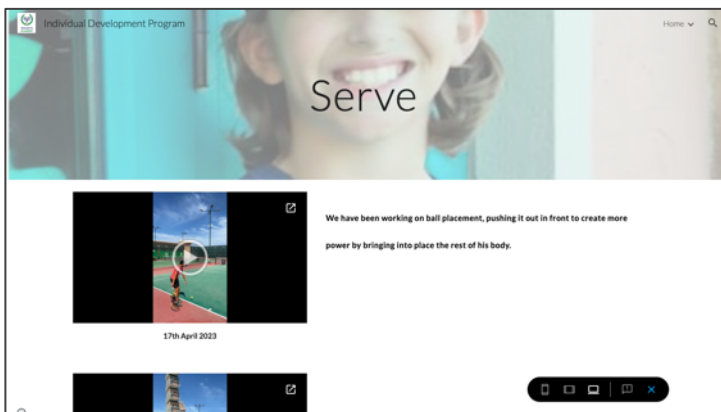 Individual Development Program
Home
Serve
We have been working on ball placement, pushing it out in front to create more
power by bringing into place the rest of his body.
17th April 2023